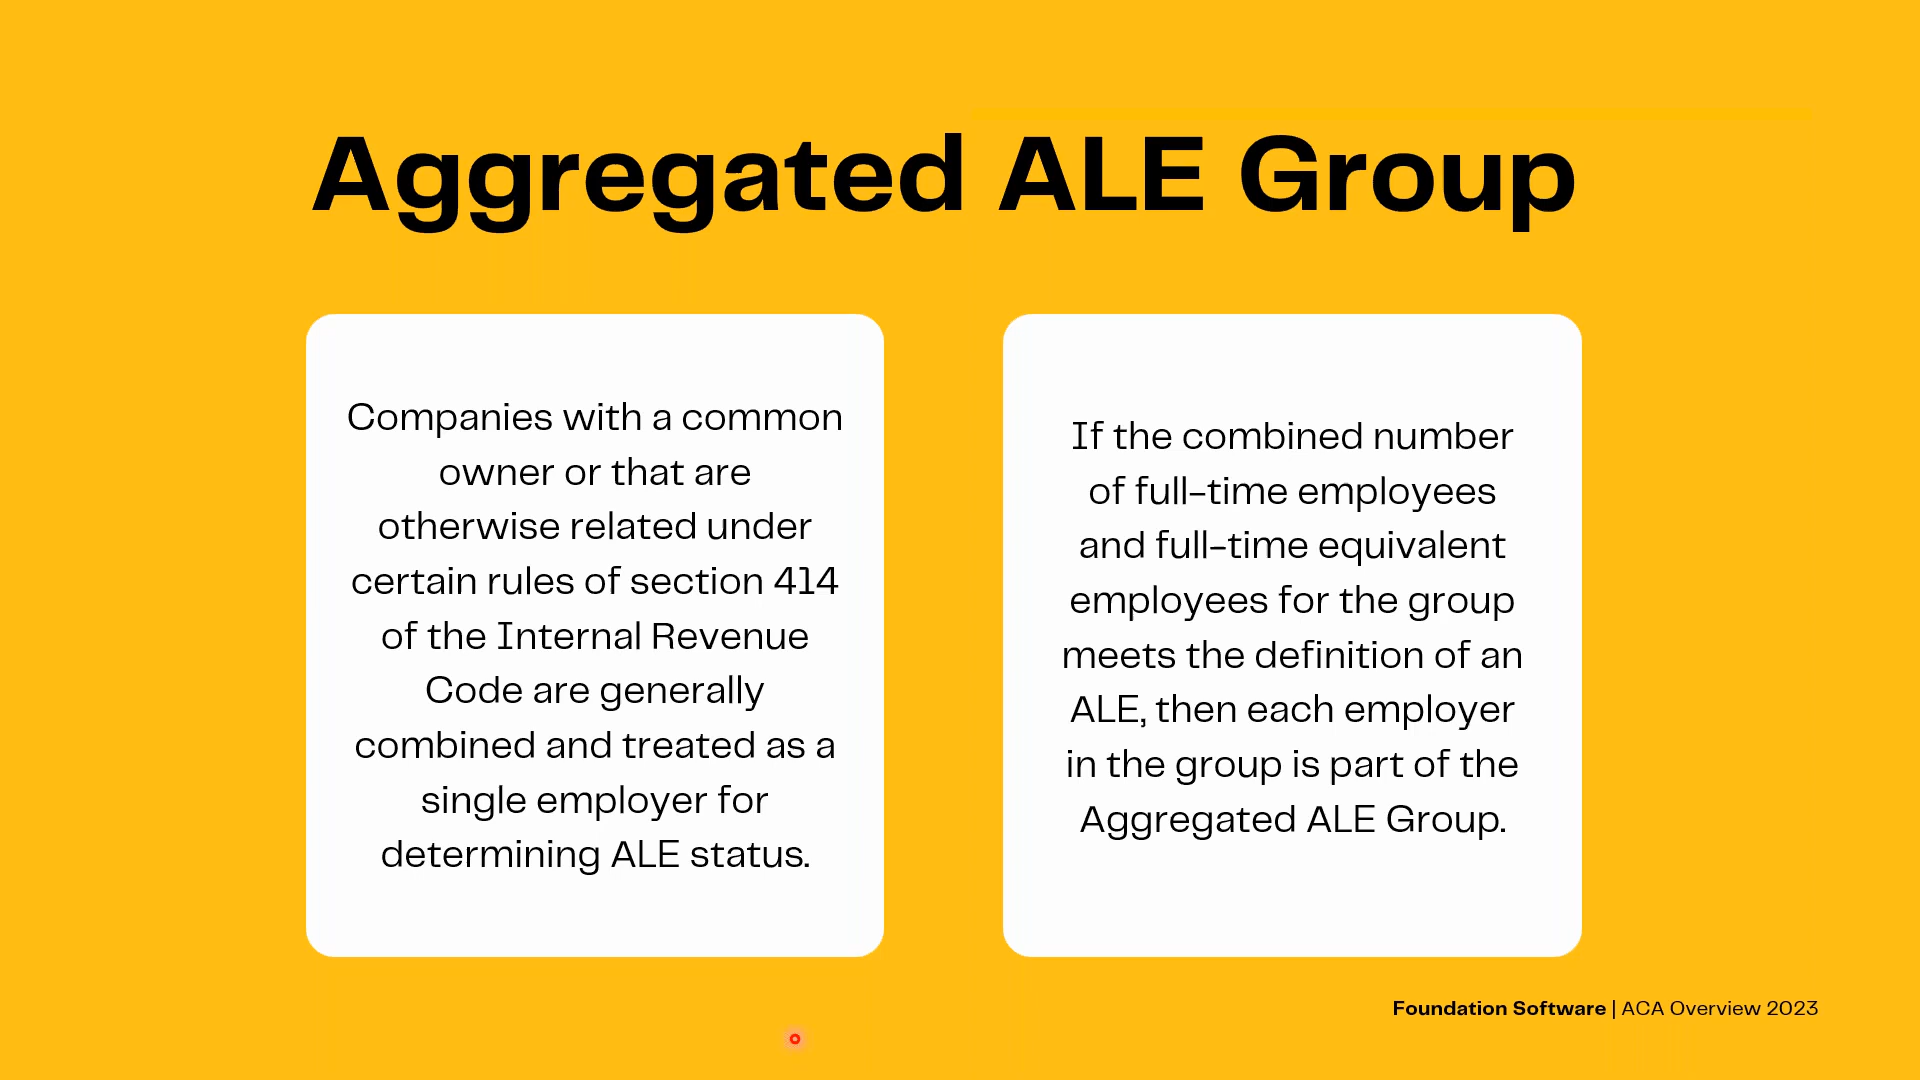 Aggregated ALE Group
Companies with a common
owner or that are
otherwise related under
certain rules of section 414
of the Internal Revenue
Code are generally
combined and treated as a
single employer for
determining ALE status.
If the combined number
of full-time employees
and full-time equivalent
employees for the group
meets the definition of an
ALE, then each employer
in the group is part of the
Aggregated ALE Group.
Foundation Software | ACA Overview 2023